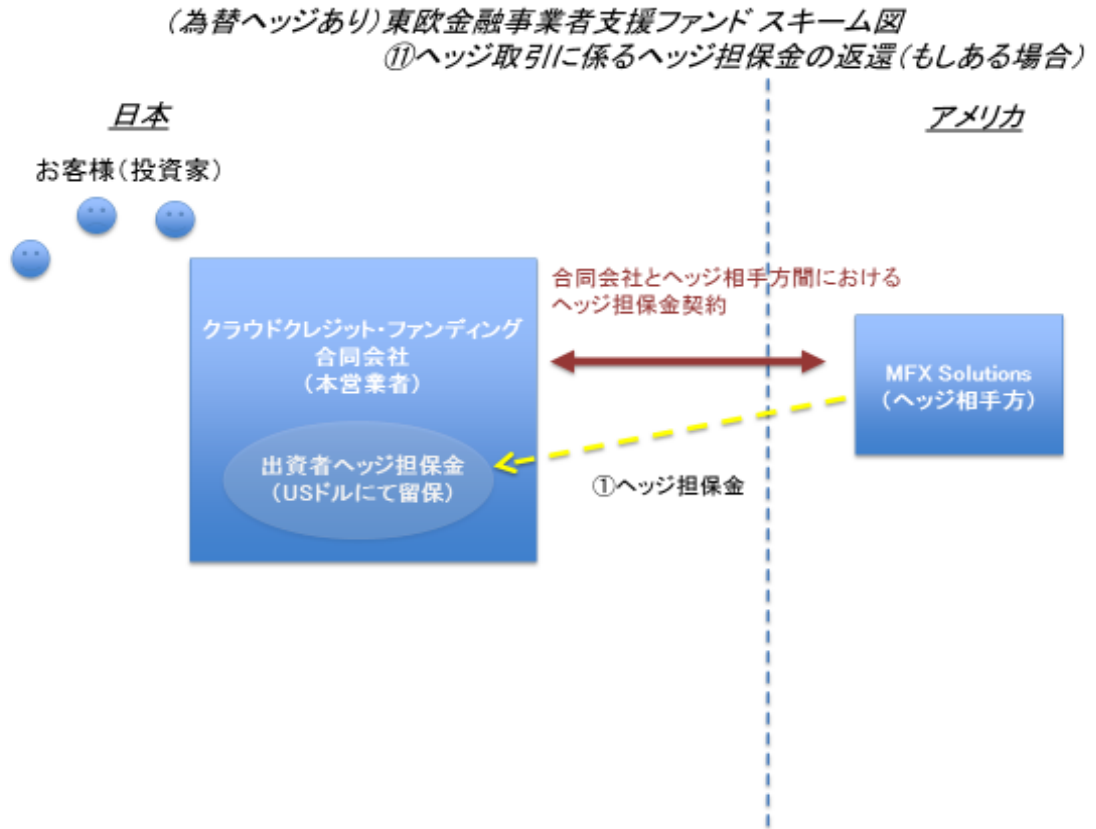 (為替ヘッジあり)東欧金融事業者支援ファンド スキーム図
⑪ヘッジ取引に係るヘッジ担保金の返還(もしある場合)
日本
アメリカ
お客様(投資家)
合同会社とヘッジ相手方間における
ヘッジ担保金契約
クラウドクレジット・ファンディング
合同会社
(本営業者)
MFX Solutions
(ヘッジ相手方)
出資者ヘッジ担保金
(USドルにて留保)
①ヘッジ担保金